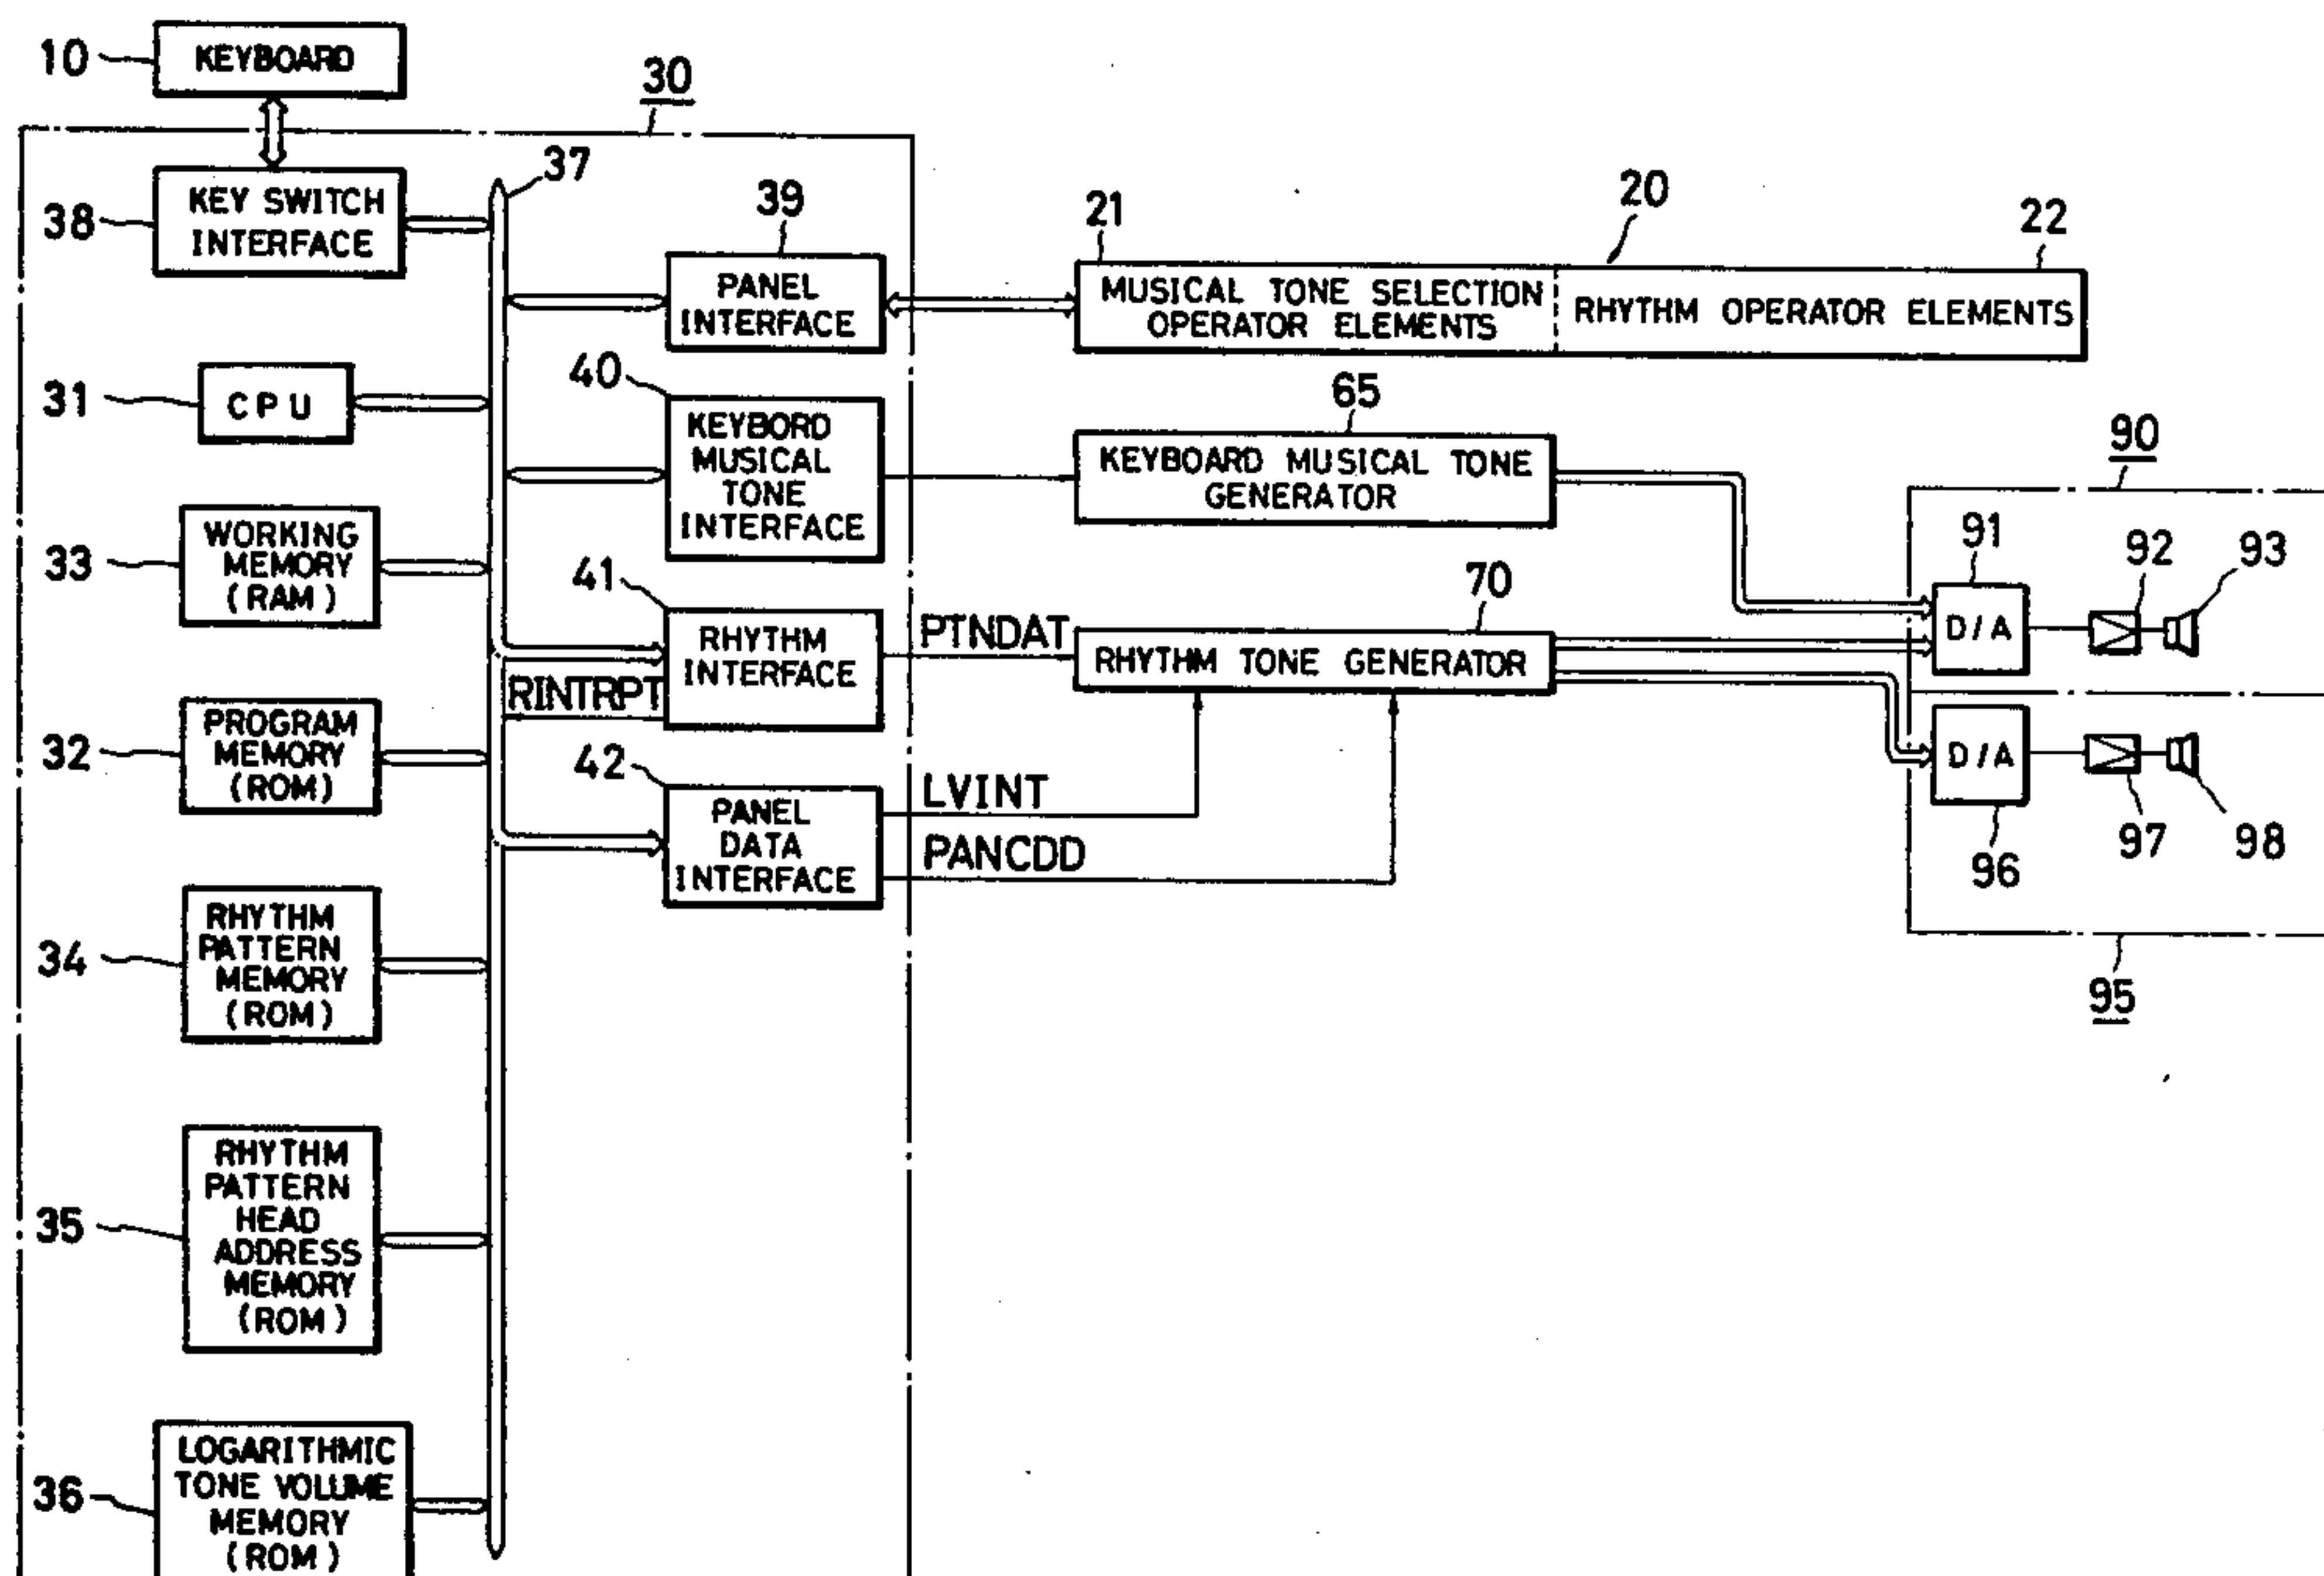 10
KEYBOARD
30
37
38
KEY SWITCH
INTERFACE
39
PANEL
INTERFACE
21
20
22
MUSICAL TONE SELECTION
OPERATOR ELEMENTS
RHYTHM OPERATOR ELEMENTS
31
CPU
40
KEYBORD
MUSICAL
TONE
INTERFACE
65
KEYBOARD MUSICAL TONE
GENERATOR
90
33
WORKING
MEMORY
(RAM)
41
RHYTHM
INTERFACE
PTNDAT
70
RHYTHM TONE GENERATOR
91
D/A
92
93
RINTRPT
32
PROGRAM
MEMORY
(ROM)
42
PANEL
DATA
INTERFACE
LVINT
PANCDD
D/A
96
97
98
95
34
RHYTHM
PATTERN
MEMORY
(ROM)
35
RHYTHM
PATTERN
HEAD
ADDRESS
MEMORY
(ROM)
36
LOGARITHMIC
TONE VOLUME
MEMORY
(ROM)